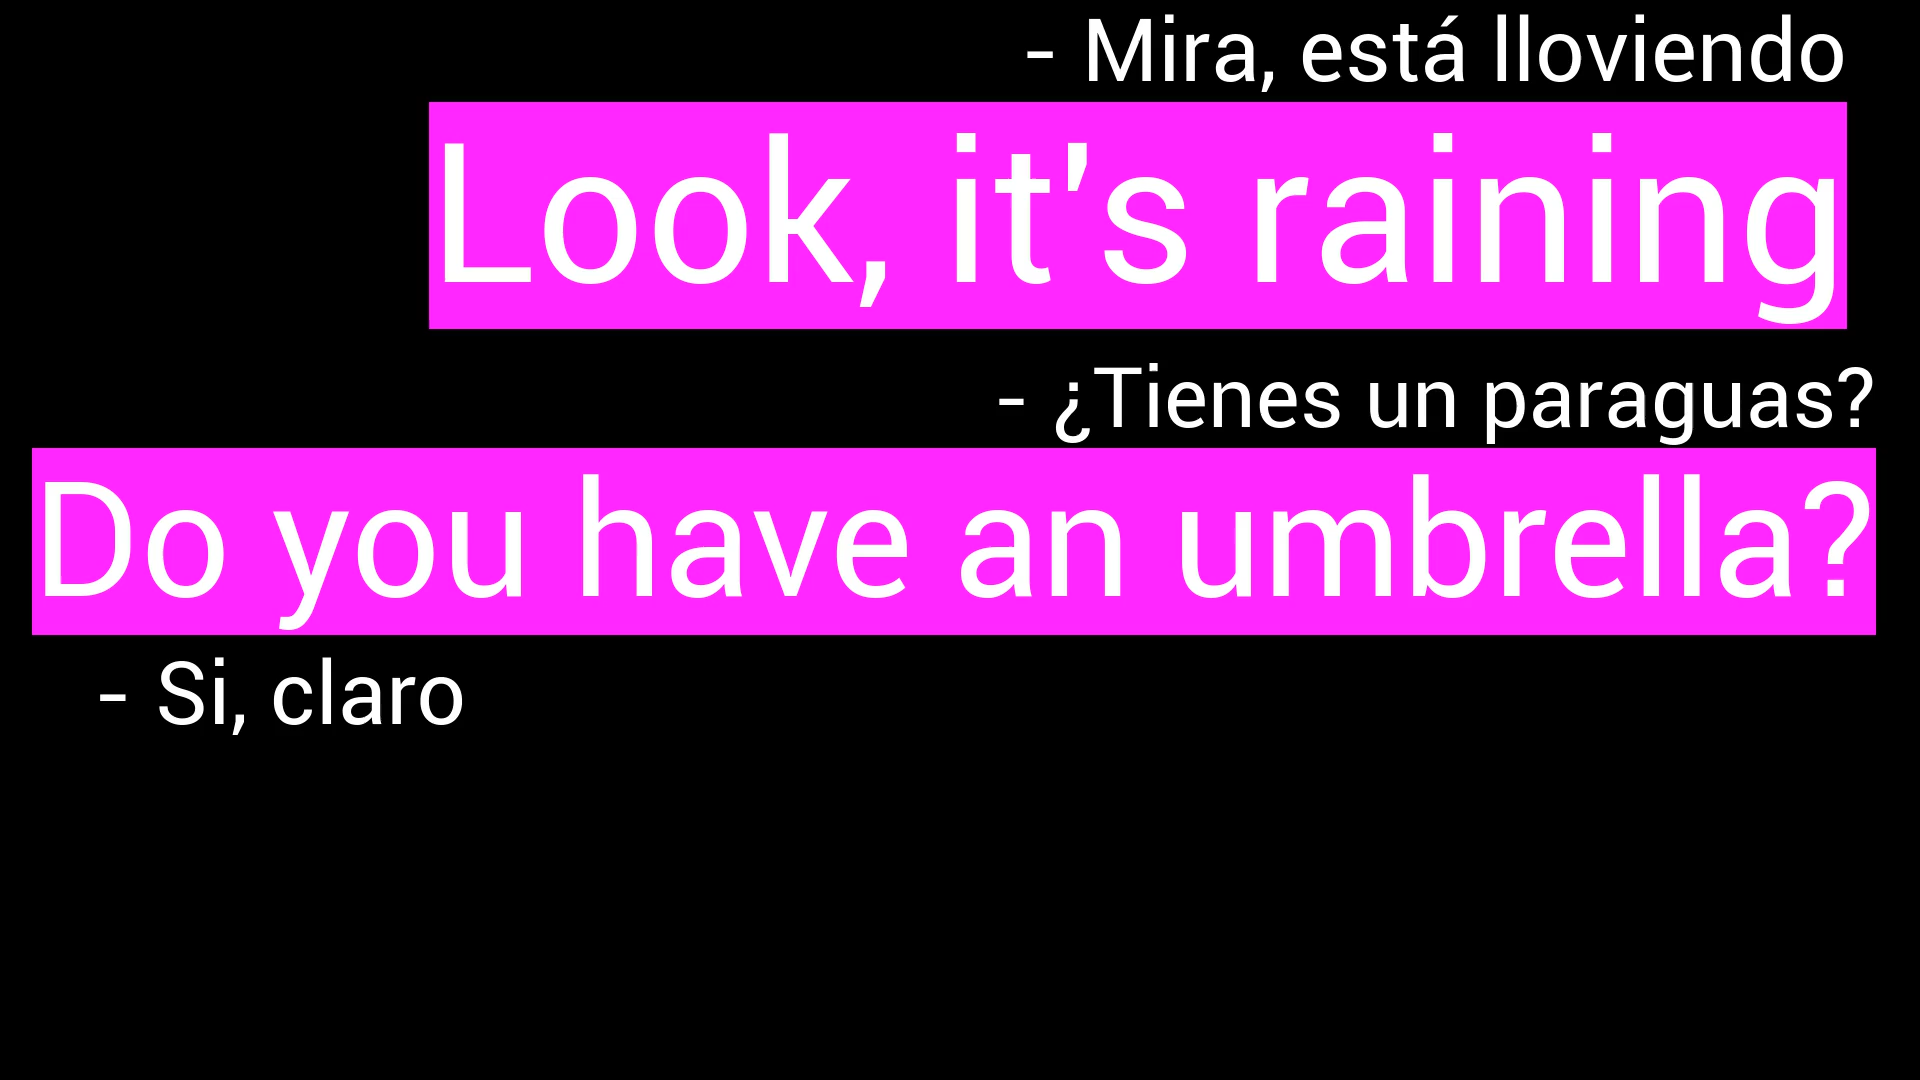 - Mira, está lloviendo
Look, it's raining
- ¿Tienes un paraguas?
Do you have an umbrella?
- Si, claro